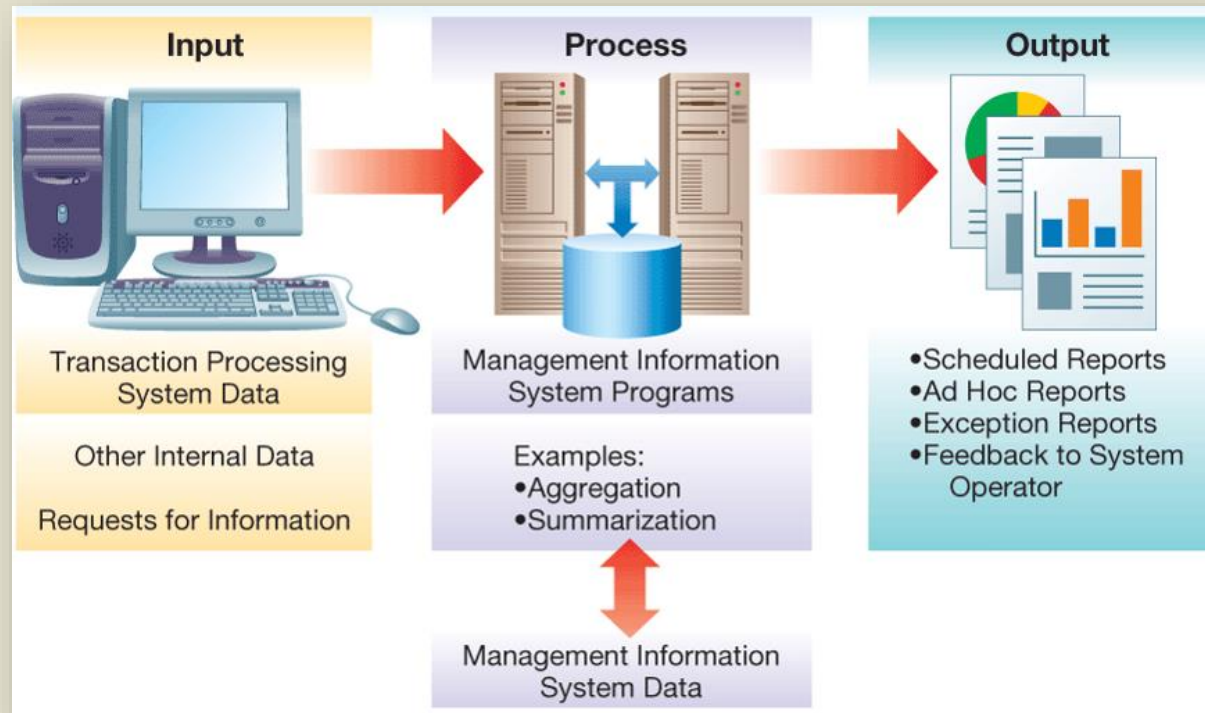 Input
Transaction Processing
System Data
Other Internal Data
Requests for Information
Process
Management Information
System Programs
Examples:
•Aggregation
•Summarization
Management Information
System Data
Output
•Scheduled Reports
•Ad Hoc Reports
•Exception Reports
•Feedback to System
Operator